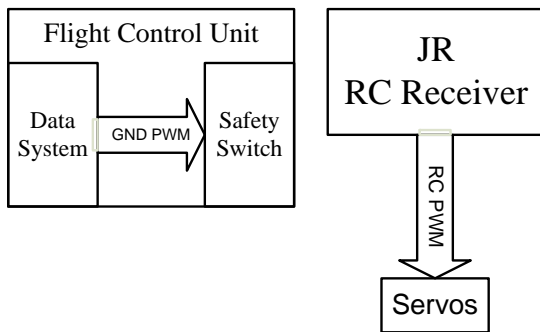 Flight Control Unit
Data
System
GND PWM
Safety
Switch
JR
RC Receiver
RC PWM
Servos